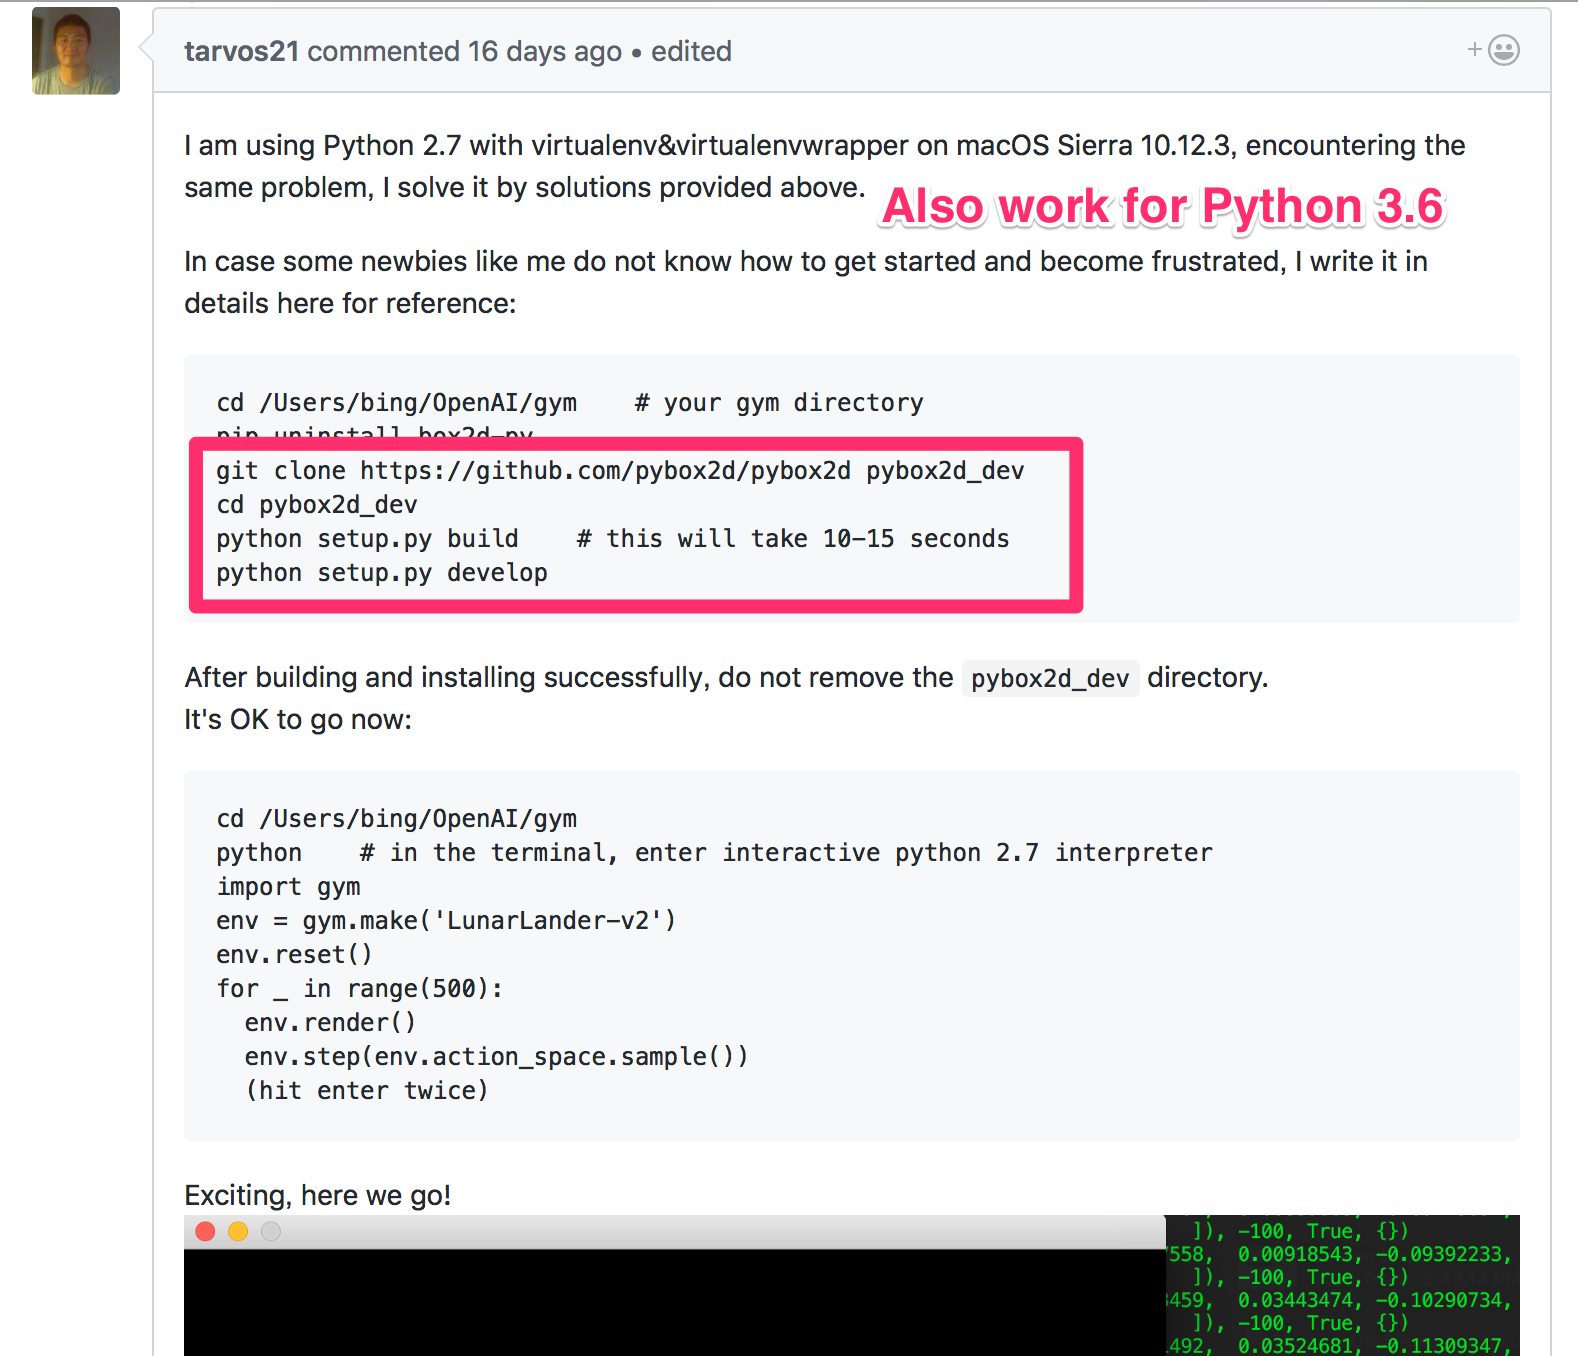 tarvos21 commented 16 days ago • edited
I am using Python 2.7 with virtualenv&virtualenvwrapper on macOS Sierra 10.12.3, encountering the
same problem, I solve it by solutions provided above.
Also work for Python 3.6
In case some newbies like me do not know how to get started and become frustrated, I write it in
details here for reference:
cd /Users/bing/OpenAI/gym    # your gym directory
pip uninstall box2d-py
git clone https://github.com/pybox2d/pybox2d pybox2d_dev
cd pybox2d_dev
python setup.py build    # this will take 10-15 seconds
python setup.py develop
After building and installing successfully, do not remove the pybox2d_dev directory.
It's OK to go now:
cd /Users/bing/OpenAI/gym
python    # in the terminal, enter interactive python 2.7 interpreter
import gym
env = gym.make('LunarLander-v2')
env.reset()
for _ in range(500):
  env.render()
  env.step(env.action_space.sample())
  (hit enter twice)
Exciting, here we go!
]), -100, True, {})
558,  0.00918543, -0.09392233,
]), -100, True, {})
459,  0.03443474, -0.10290734,
]), -100, True, {})
492,  0.03524681, -0.11309347,